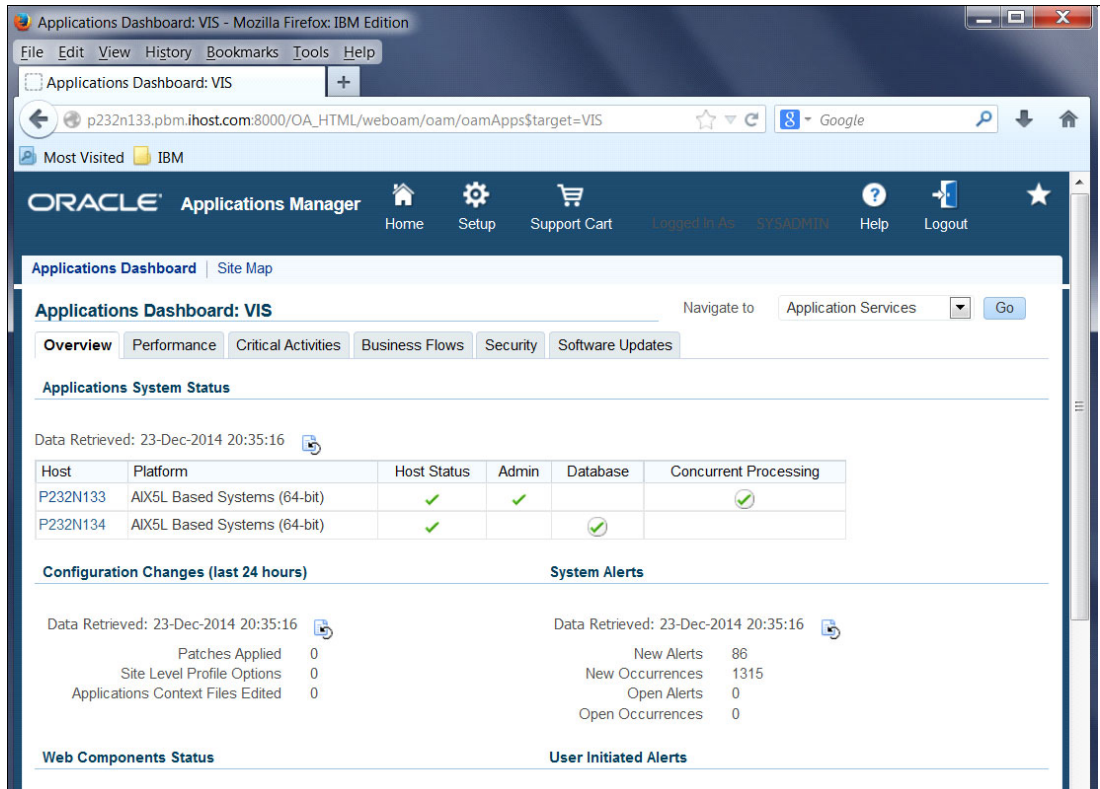 Applications Dashboard: VIS - Mozilla Firefox: IBM Edition
File Edit View History Bookmarks Tools Help
Applications Dashboard: VIS +
p232n133.pbm.ihost.com:8000/OA_HTML/weboam/oam/oamApps$target=VIS 8 Google
Most Visited IBM
ORACLE Applications Manager Home Setup Support Cart Logged In As SYSADMIN Help Logout
Applications Dashboard | Site Map
Applications Dashboard: VIS Navigate to Application Services Go
Overview Performance Critical Activities Business Flows Security Software Updates
Applications System Status
Data Retrieved: 23-Dec-2014 20:35:16
Host Platform Host Status Admin Database Concurrent Processing
P232N133 AIX5L Based Systems (64-bit)
P232N134 AIX5L Based Systems (64-bit)
Configuration Changes (last 24 hours) System Alerts
Data Retrieved: 23-Dec-2014 20:35:16 Data Retrieved: 23-Dec-2014 20:35:16
Patches Applied 0 New Alerts 86
Site Level Profile Options 0 New Occurrences 1315
Applications Context Files Edited 0 Open Alerts 0
Open Occurrences 0
Web Components Status User Initiated Alerts